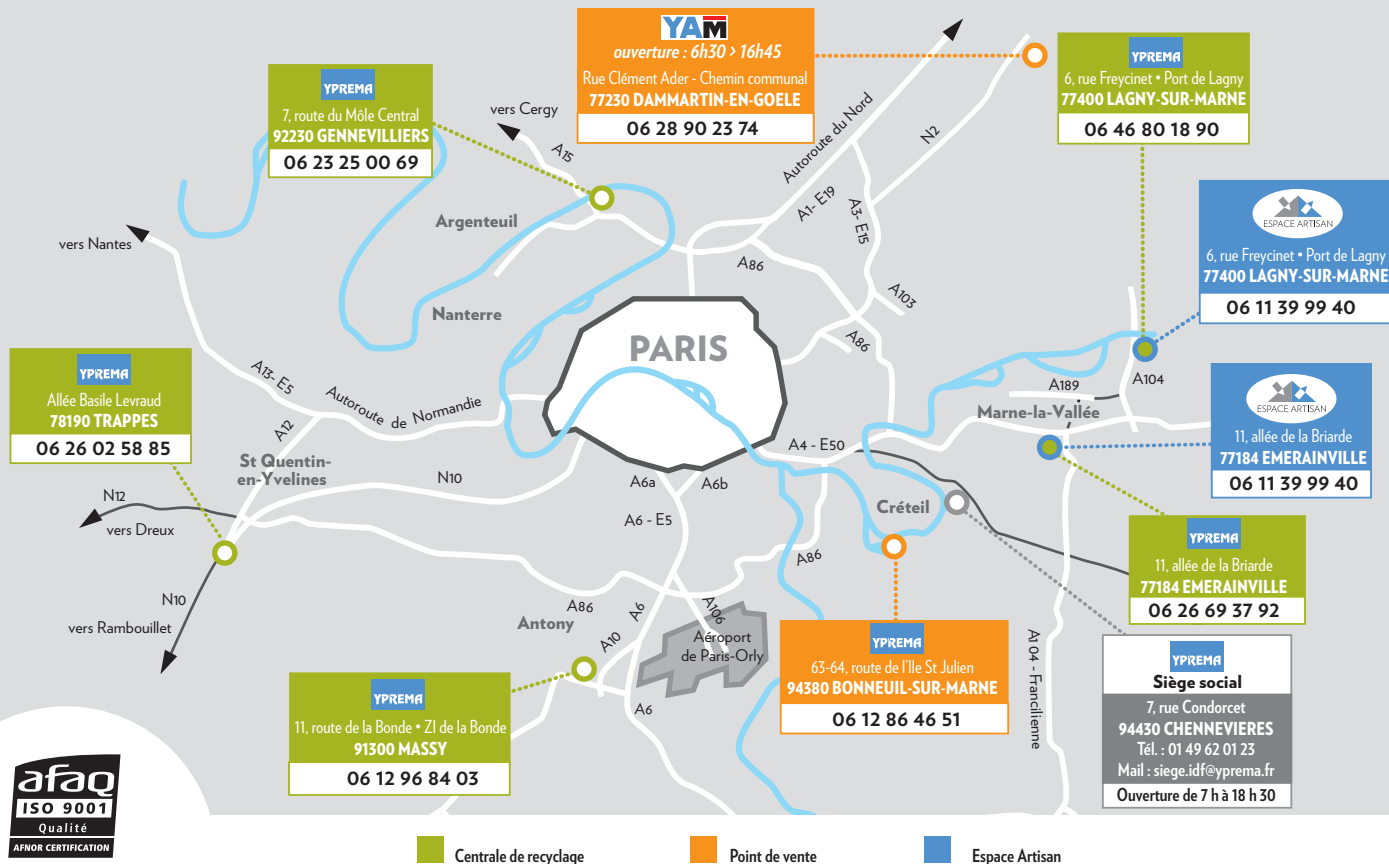 YAM
ouverture : 6h30 > 16h45
Rue Clément Ader - Chemin communal
77230 DAMMARTIN-EN-GOELE
06 28 90 23 74
YPREMA
6, rue Freycinet • Port de Lagny
77400 LAGNY-SUR-MARNE
06 46 80 18 90
YPREMA
7, route du Môle Central
92230 GENNEVILLIERS
06 23 25 00 69
vers Cergy
A15
Autoroute du Nord
N2
A1- E19
A3- E15
Argenteuil
vers Nantes
A86
A103
A86
Nanterre
PARIS
ESPACE ARTISAN
6, rue Freycinet • Port de Lagny
77400 LAGNY-SUR-MARNE
06 11 39 99 40
YPREMA
Allée Basile Levraud
78190 TRAPPES
06 26 02 58 85
A13- E5
Autoroute de Normandie
A12
A189
A104
Marne-la-Vallée
ESPACE ARTISAN
11, allée de la Briarde
77184 EMERAINVILLE
06 11 39 99 40
St Quentin-
en-Yvelines
N10
A4 - E50
A6a
A6b
A6 - E5
N12
vers Dreux
Créteil
N10
vers Rambouillet
A86
A86
A6
A106
Antony
A10
Aéroport
de Paris-Orly
A6
YPREMA
11, allée de la Briarde
77184 EMERAINVILLE
06 26 69 37 92
A104 - Francilienne
YPREMA
63-64, route de l'Ile St Julien
94380 BONNEUIL-SUR-MARNE
06 12 86 46 51
YPREMA
Siège social
7, rue Condorcet
94430 CHENNEVIERES
Tél. : 01 49 62 01 23
Mail : siege.idf@yprema.fr
Ouverture de 7 h à 18 h 30
YPREMA
11, route de la Bonde • ZI de la Bonde
91300 MASSY
06 12 96 84 03
afaq
ISO 9001
Qualité
AFNOR CERTIFICATION
Centrale de recyclage
Point de vente
Espace Artisan